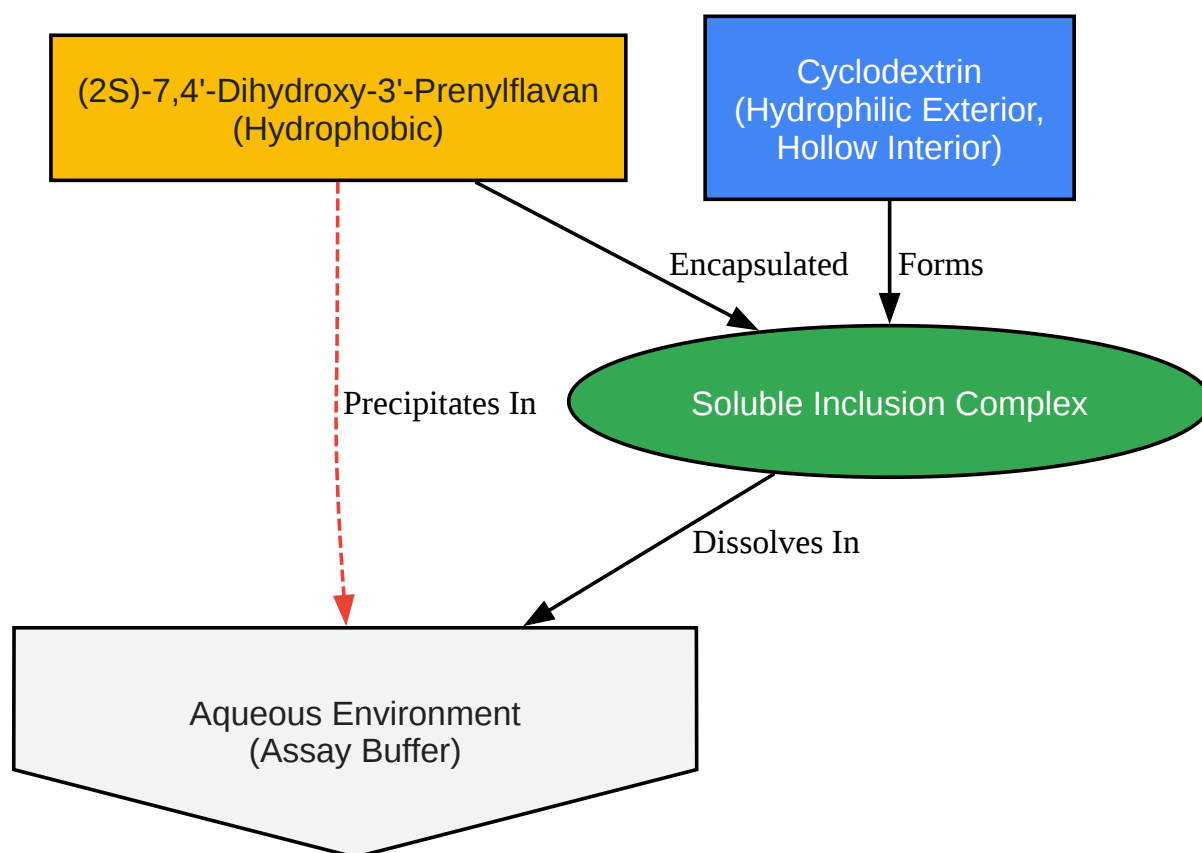 (2S)-7,4'-Dihydroxy-3'-Prenylflavan
(Hydrophobic)
Cyclodextrin
(Hydrophilic Exterior,
Hollow Interior)
Encapsulated
Forms
Precipitates In
Soluble Inclusion Complex
Dissolves In
Aqueous Environment
(Assay Buffer)